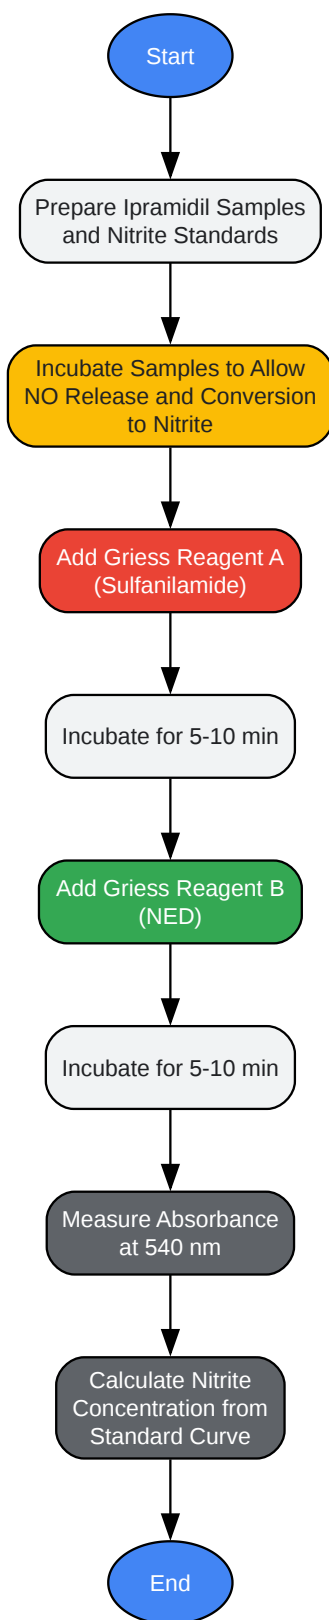 Start
Prepare Ipramidil Samples
and Nitrite Standards
Incubate Samples to Allow
NO Release and Conversion
to Nitrite
Add Griess Reagent A
(Sulfanilamide)
Incubate for 5-10 min
Add Griess Reagent B
(NED)
Incubate for 5-10 min
Measure Absorbance
at 540 nm
Calculate Nitrite
Concentration from
Standard Curve
End